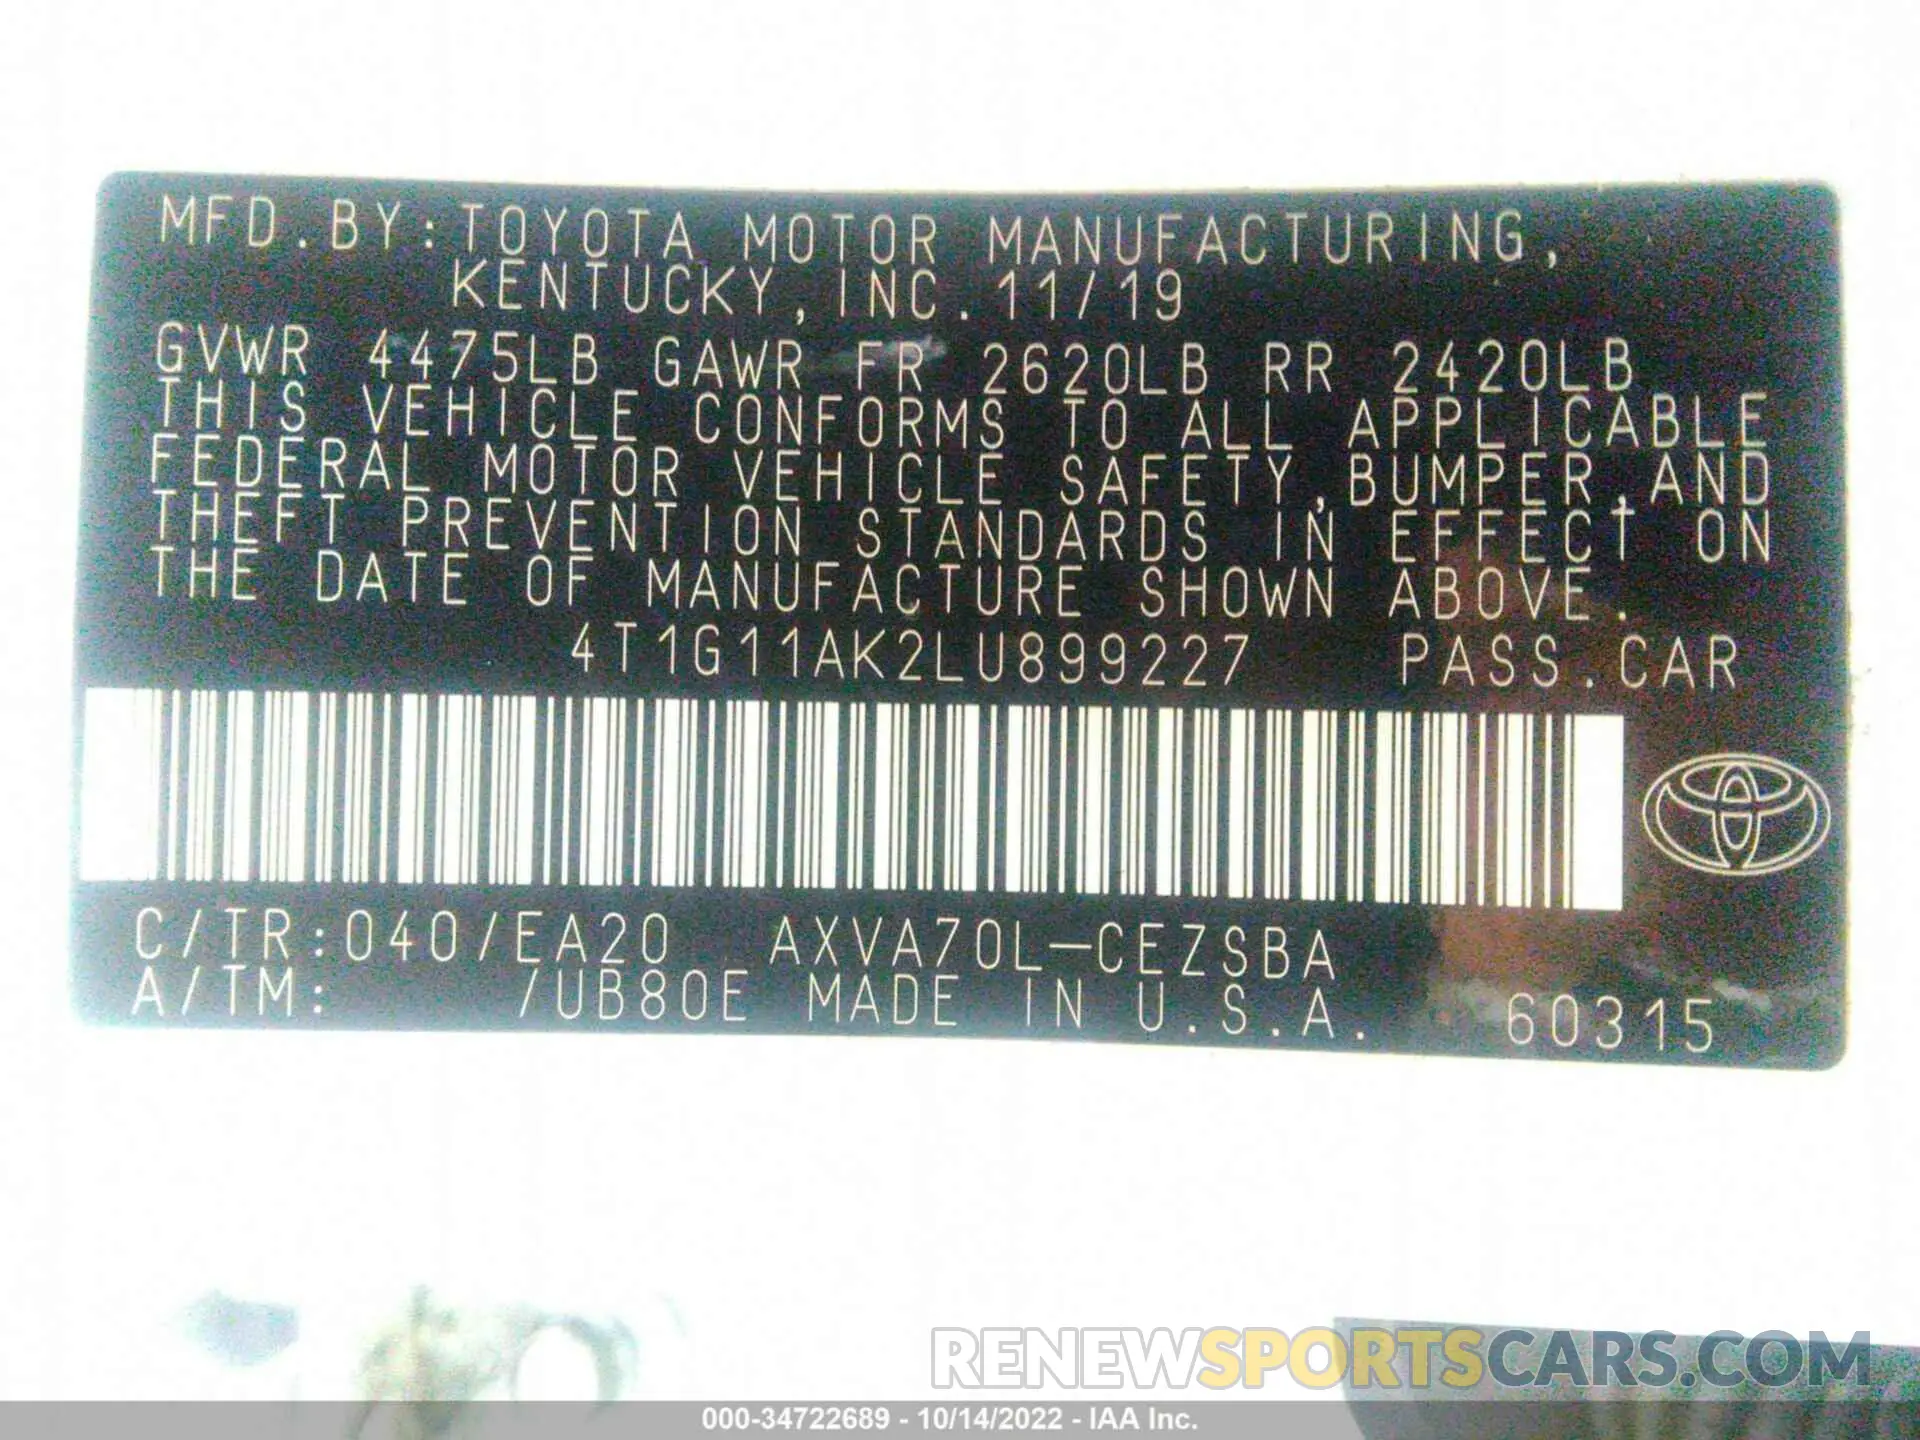 MFD.BY:TOYOTA MOTOR MANUFACTURING,
KENTUCKY,INC.11/19
GVWR 4475LB GAWR FR 2620LB RR 2420LB
THIS VEHICLE CONFORMS TO ALL APPLICABLE
FEDERAL MOTOR VEHICLE SAFETY,BUMPER,AND
THEFT PREVENTION STANDARDS IN EFFECT ON
THE DATE OF MANUFACTURE SHOWN ABOVE.
4T1G11AK2LU899227 PASS.CAR
C/TR:040/EA20 AXVA70L-CEZSBA
A/TM: /UB80E MADE IN U.S.A. 60315
RENEWSPORTSCARS.COM
000-34722689 - 10/14/2022 - IAA Inc.